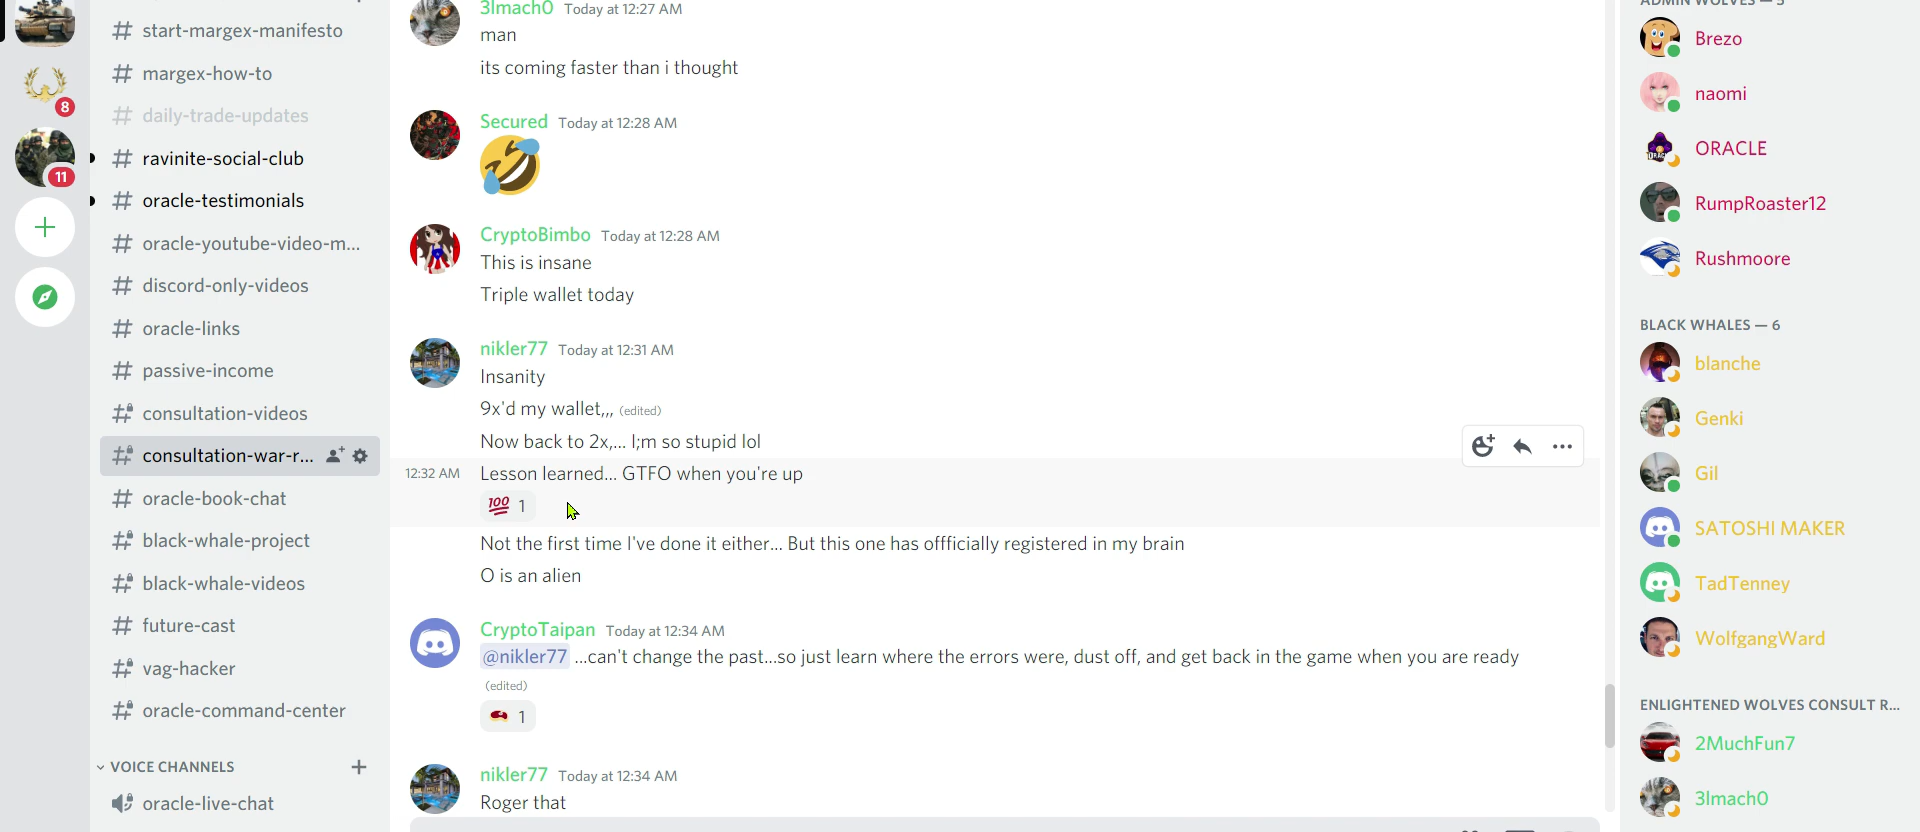 8
11
start-margex-manifesto
margex-how-to
daily-trade-updates
ravinite-social-club
oracle-testimonials
oracle-youtube-video-m...
discord-only-videos
oracle-links
passive-income
consultation-videos
consultation-war-r...
oracle-book-chat
black-whale-project
black-whale-videos
future-cast
vag-hacker
oracle-command-center
VOICE CHANNELS
oracle-live-chat
3lmach0 Today at 12:27 AM
man
its coming faster than i thought
Secured Today at 12:28 AM
CryptoBimbo Today at 12:28 AM
This is insane
Triple wallet today
nikler77 Today at 12:31 AM
Insanity
9x'd my wallet,,, (edited)
Now back to 2x,... I;m so stupid lol
12:32 AM Lesson learned... GTFO when you're up
100 1
Not the first time I've done it either... But this one has offficially registered in my brain
O is an alien
CryptoTaipan Today at 12:34 AM
@nikler77 ...can't change the past...so just learn where the errors were, dust off, and get back in the game when you are ready
(edited)
1
nikler77 Today at 12:34 AM
Roger that
ADMIN WOLVES — 5
Brezo
naomi
ORACLE
RumpRoaster12
Rushmoore
BLACK WHALES — 6
blanche
Genki
Gil
SATOSHI MAKER
TadTenney
WolfgangWard
ENLIGHTENED WOLVES CONSULT R...
2MuchFun7
3lmach0